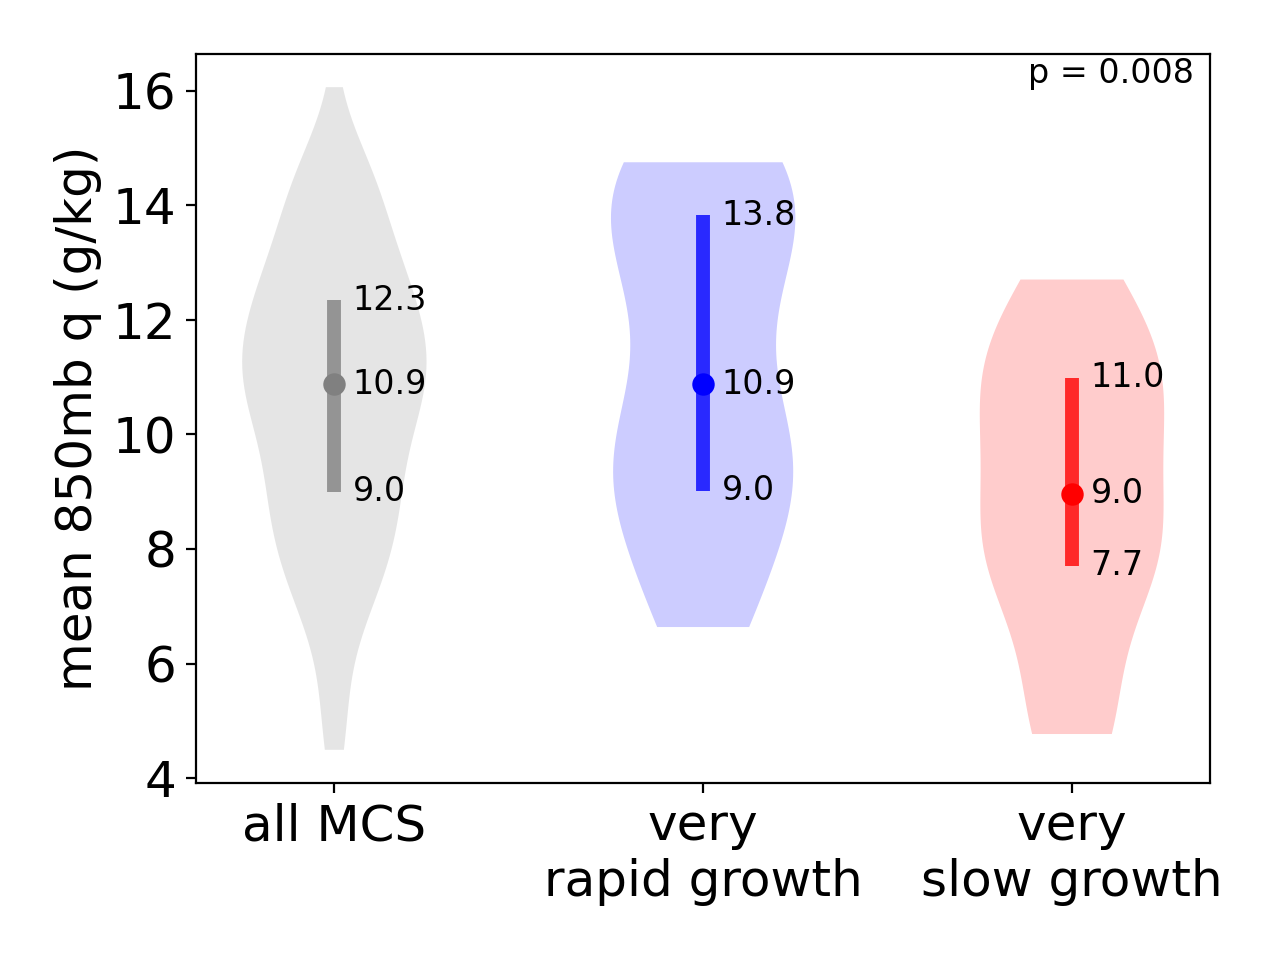 p = 0.008
mean 850mb q (g/kg)
16
14
12
10
8
6
4
12.3
10.9
9.0
13.8
10.9
9.0
11.0
9.0
7.7
all MCS
very
rapid growth
very
slow growth